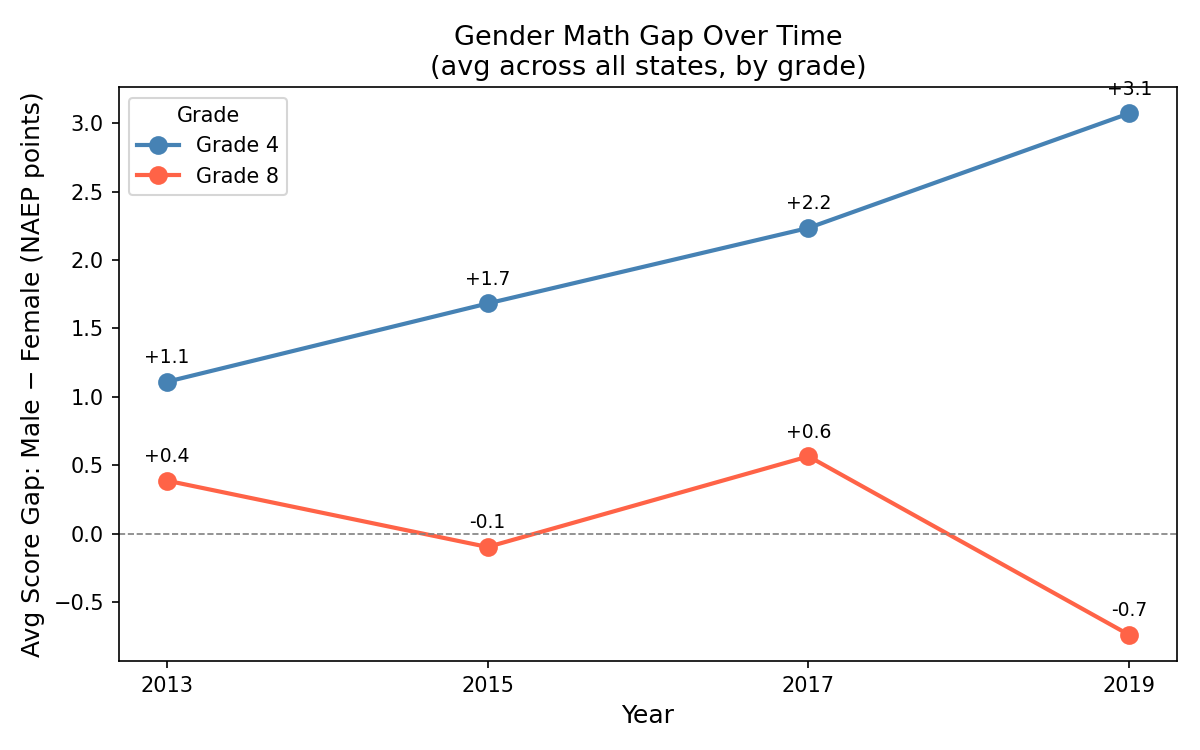 Gender Math Gap Over Time
(avg across all states, by grade)
Avg Score Gap: Male − Female (NAEP points)
Grade
Grade 4
Grade 8
3.0
2.5
2.0
1.5
1.0
0.5
0.0
−0.5
+1.1
+1.7
+2.2
+3.1
+0.4
-0.1
+0.6
-0.7
2013 2015 2017 2019
Year